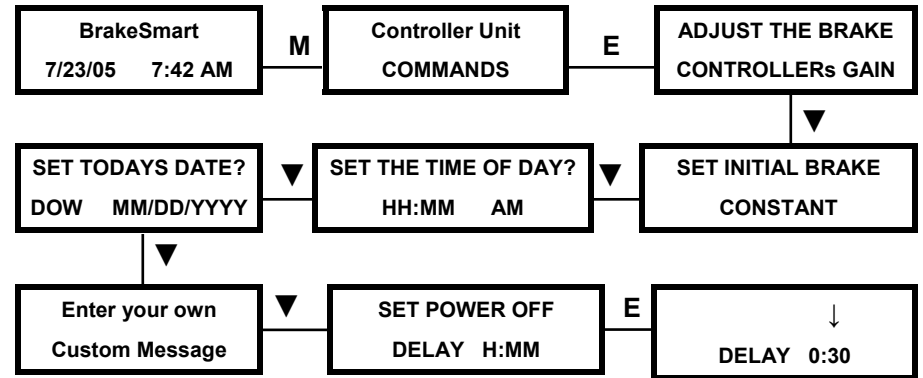 BrakeSmart
7/23/05 7:42 AM
M
Controller Unit
COMMANDS
E
ADJUST THE BRAKE
CONTROLLERs GAIN
▼
SET INITIAL BRAKE
CONSTANT
▼
SET THE TIME OF DAY?
HH:MM AM
▼
SET TODAYS DATE?
DOW MM/DD/YYYY
▼
Enter your own
Custom Message
▼
SET POWER OFF
DELAY H:MM
E
↓
DELAY 0:30